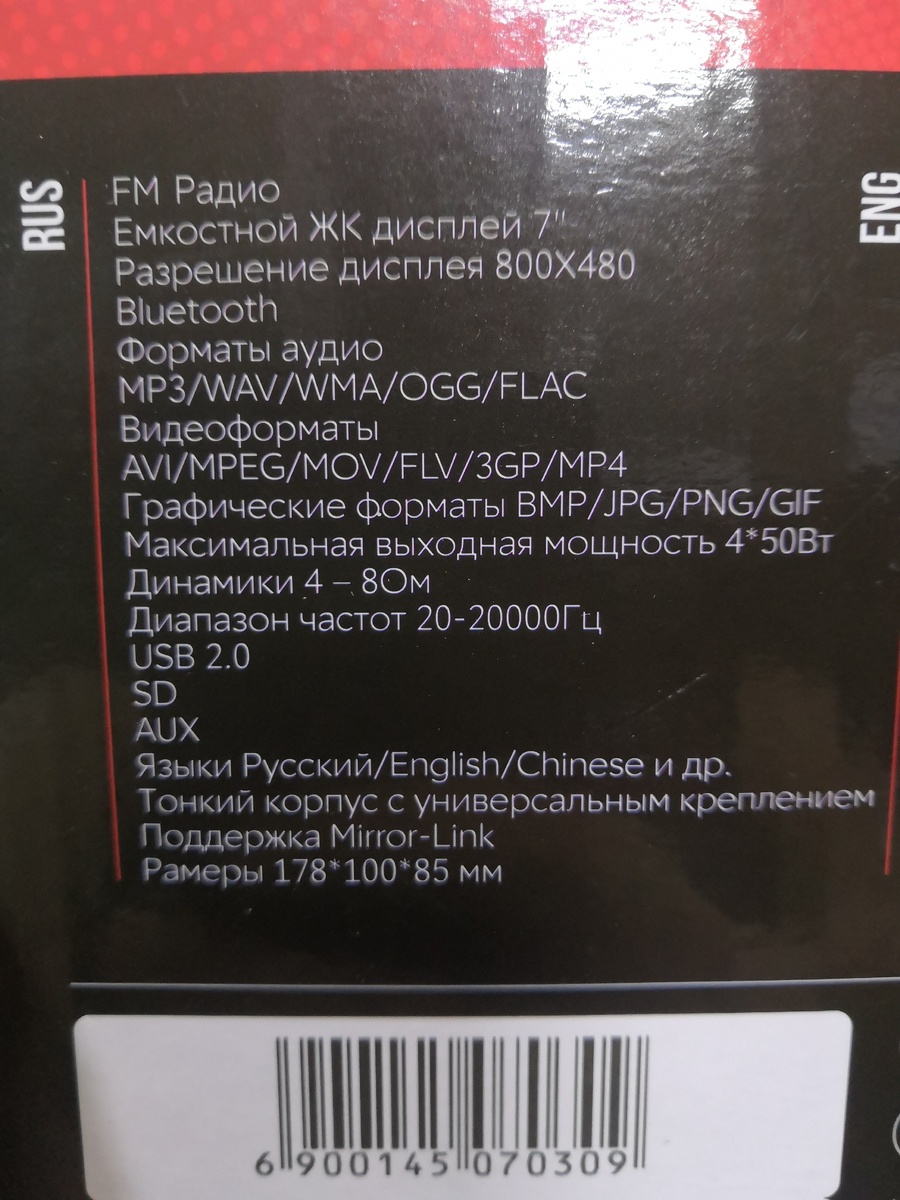 RUS
FM Радио
Емкостной ЖК дисплей 7"
Разрешение дисплея 800X480
Bluetooth
Форматы аудио
MP3/WAV/WMA/OGG/FLAC
Видеоформаты
AVI/MPEG/MOV/FLV/3GP/MP4
Графические форматы BMP/JPG/PNG/GIF
Максимальная выходная мощность 4*50Вт
Динамики 4 – 8Ом
Диапазон частот 20-20000Гц
USB 2.0
SD
AUX
Языки Русский/English/Chinese и др.
Тонкий корпус с универсальным креплением
Поддержка Mirror-Link
Рамеры 178*100*85 мм
ENG
6 900145 070309